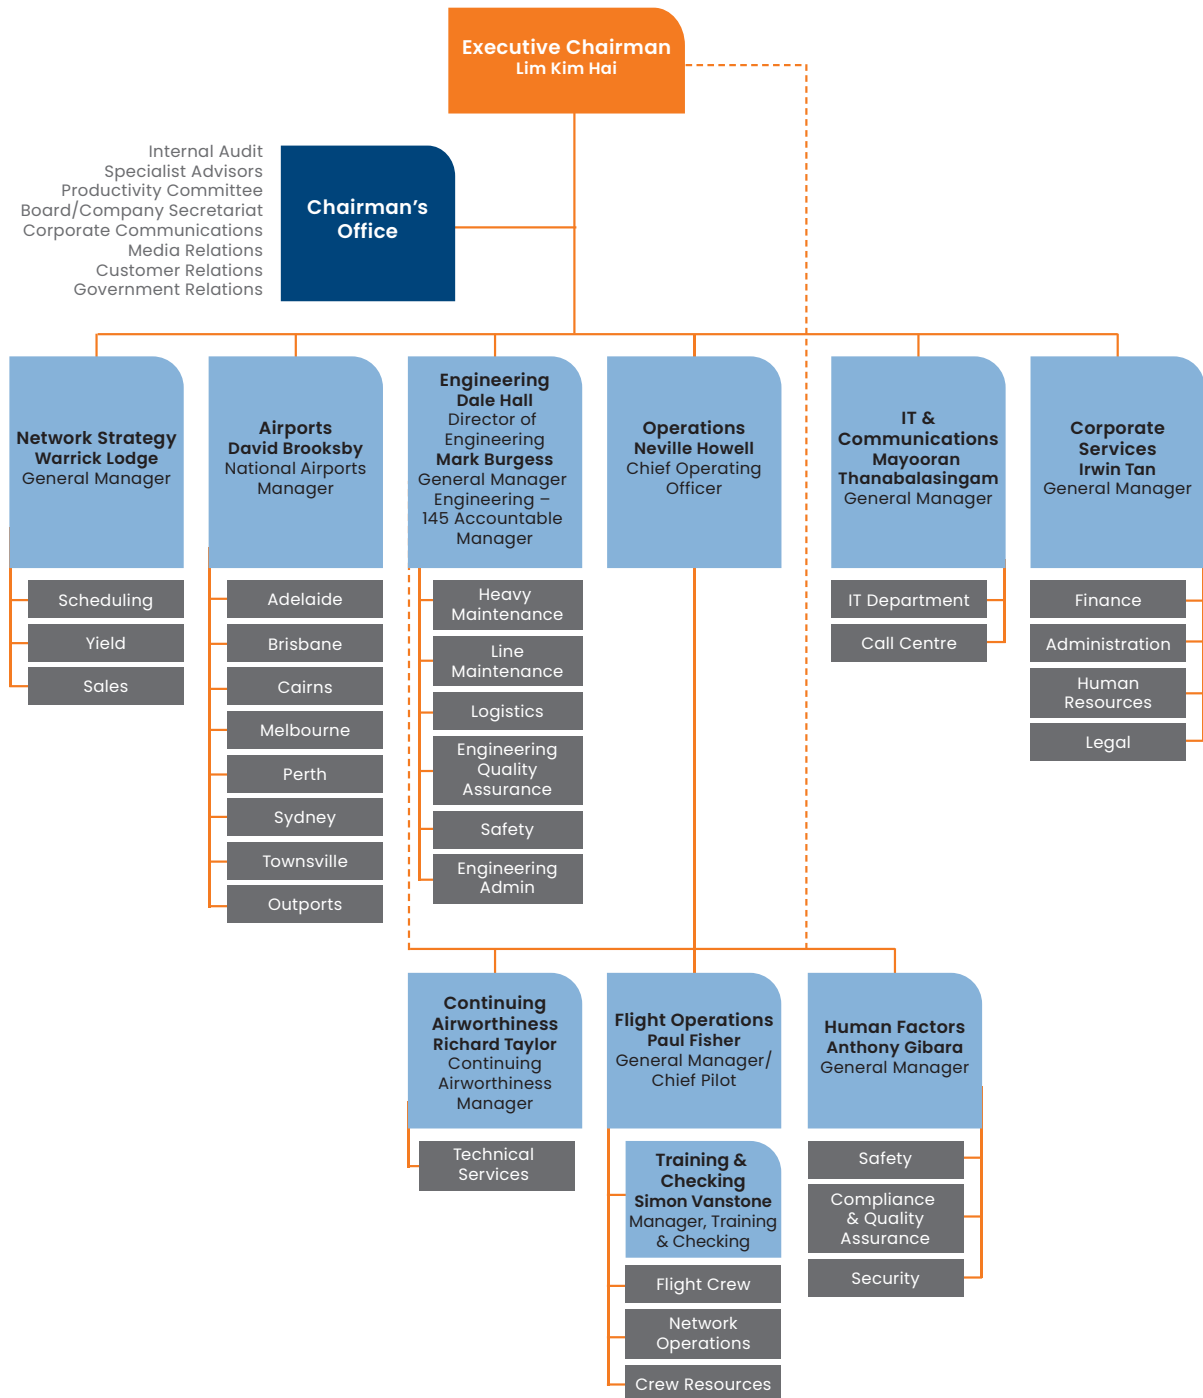 Executive Chairman
Lim Kim Hai
Internal Audit
Specialist Advisors
Productivity Committee
Board/Company Secretariat
Corporate Communications
Media Relations
Customer Relations
Government Relations
Chairman's
Office
Network Strategy
Warrick Lodge
General Manager
Scheduling
Yield
Sales
Airports
David Brooksby
National Airports
Manager
Adelaide
Brisbane
Cairns
Melbourne
Perth
Sydney
Townsville
Outports
Engineering
Dale Hall
Director of
Engineering
Mark Burgess
General Manager
Engineering –
145 Accountable
Manager
Heavy
Maintenance
Line
Maintenance
Logistics
Engineering
Quality
Assurance
Safety
Engineering
Admin
Operations
Neville Howell
Chief Operating
Officer
IT &
Communications
Mayooran
Thanabalasingam
General Manager
IT Department
Call Centre
Corporate
Services
Irwin Tan
General Manager
Finance
Administration
Human
Resources
Legal
Continuing
Airworthiness
Richard Taylor
Continuing
Airworthiness
Manager
Technical
Services
Flight Operations
Paul Fisher
General Manager/
Chief Pilot
Training &
Checking
Simon Vanstone
Manager, Training
& Checking
Flight Crew
Network
Operations
Crew Resources
Human Factors
Anthony Gibara
General Manager
Safety
Compliance
& Quality
Assurance
Security